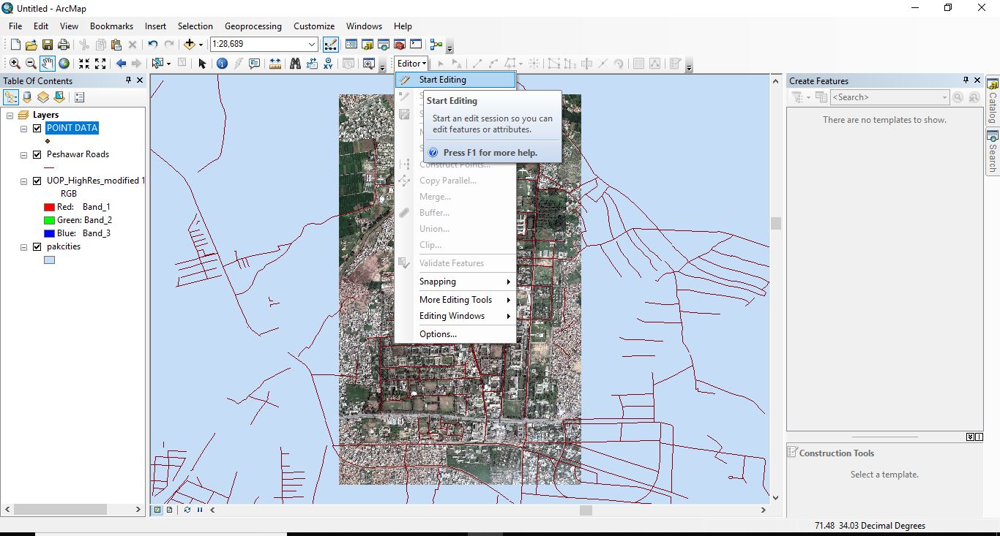 Untitled - ArcMap
File Edit View Bookmarks Insert Selection Geoprocessing Customize Windows Help
1:28,689
Editor
Table Of Contents
Layers
POINT DATA
Peshawar Roads
UOP_HighRes_modified 1
RGB
Red: Band_1
Green: Band_2
Blue: Band_3
pakcities
Start Editing
Start Editing
Start an edit session so you can
edit features or attributes.
Press F1 for more help.
Construct Points...
Copy Parallel...
Merge...
Buffer...
Union...
Clip...
Validate Features
Snapping
More Editing Tools
Editing Windows
Options...
Create Features
<Search>
There are no templates to show.
Construction Tools
Select a template.
Catalog
Search
71.48 34.03 Decimal Degrees